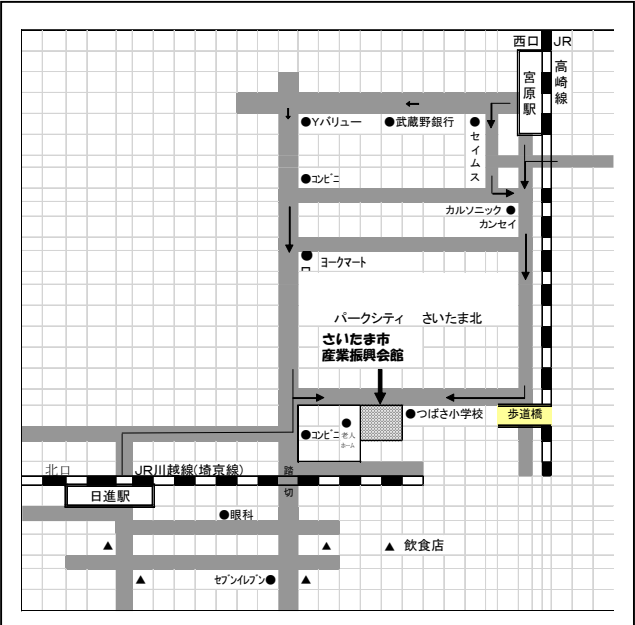 西口
JR
高崎線
宮原駅
●Yバリュー
●武蔵野銀行
●セイムス
●コンビニ
カルソニック●
カンセイ
●ヨークマート
パークシティ さいたま北
さいたま市
産業振興会館
●つばさ小学校
歩道橋
●コンビニ
●老人ホーム
北口
JR川越線(埼京線)
踏切
日進駅
●眼科
▲
▲
▲ 飲食店
▲
セブンイレブン●
▲